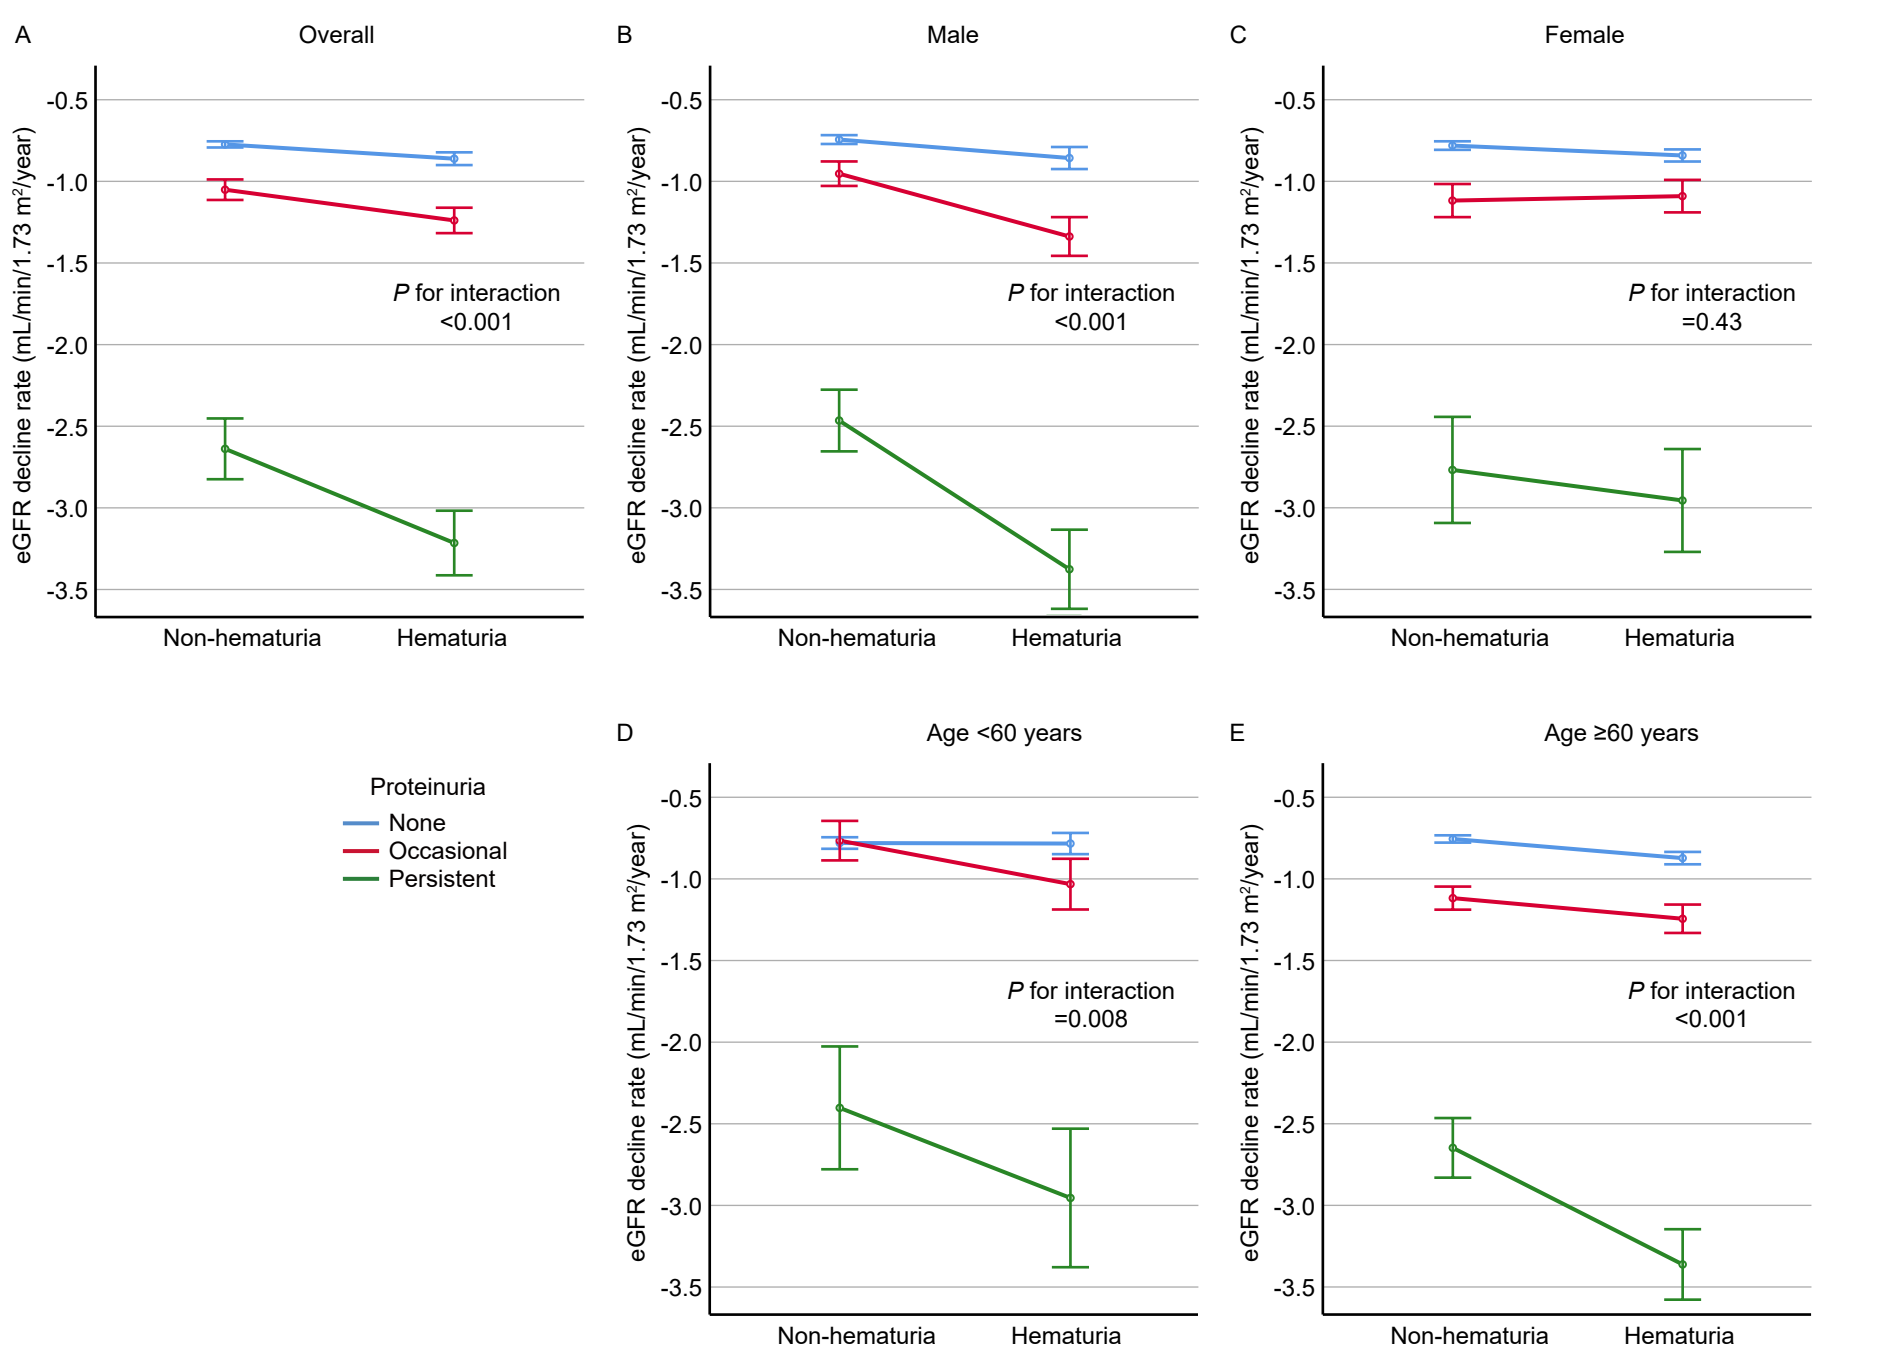 A
Overall
eGFR decline rate (mL/min/1.73 m²/year)
-0.5
-1.0
-1.5
-2.0
-2.5
-3.0
-3.5
P for interaction
<0.001
Non-hematuria
Hematuria
B
Male
eGFR decline rate (mL/min/1.73 m²/year)
-0.5
-1.0
-1.5
-2.0
-2.5
-3.0
-3.5
P for interaction
<0.001
Non-hematuria
Hematuria
C
Female
eGFR decline rate (mL/min/1.73 m²/year)
-0.5
-1.0
-1.5
-2.0
-2.5
-3.0
-3.5
P for interaction
=0.43
Non-hematuria
Hematuria
Proteinuria
None
Occasional
Persistent
D
Age <60 years
eGFR decline rate (mL/min/1.73 m²/year)
-0.5
-1.0
-1.5
-2.0
-2.5
-3.0
-3.5
P for interaction
=0.008
Non-hematuria
Hematuria
E
Age ≥60 years
eGFR decline rate (mL/min/1.73 m²/year)
-0.5
-1.0
-1.5
-2.0
-2.5
-3.0
-3.5
P for interaction
<0.001
Non-hematuria
Hematuria